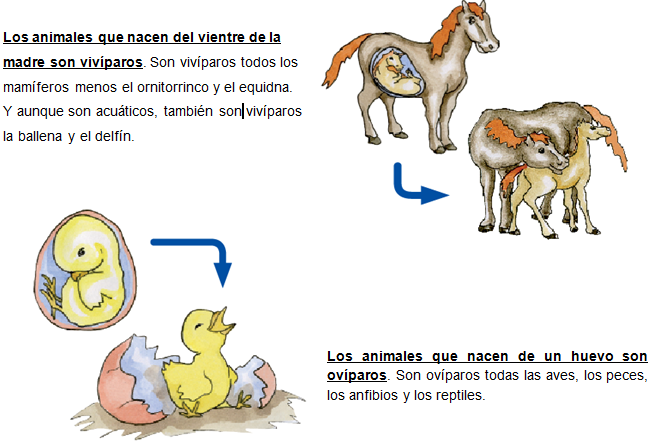 Los animales que nacen del vientre de la
madre son vivíparos. Son vivíparos todos los
mamíferos menos el ornitorrinco y el equidna.
Y aunque son acuáticos, también son vivíparos
la ballena y el delfín.
Los animales que nacen de un huevo son
ovíparos. Son ovíparos todas las aves, los peces,
los anfibios y los reptiles.